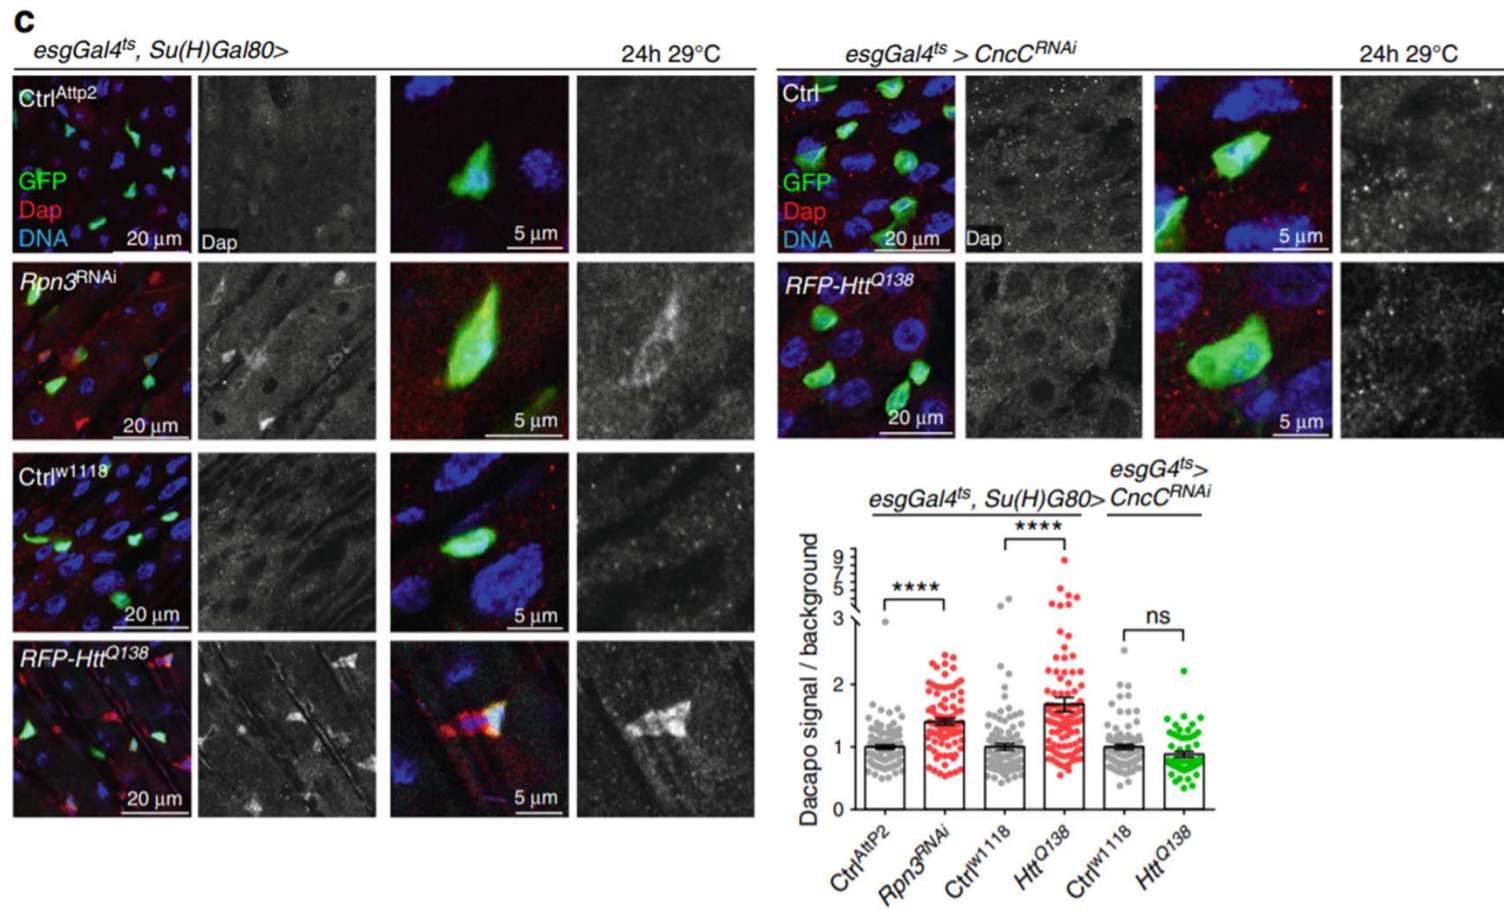 c
esgGal4ts, Su(H)Gal80>
24h 29°C
esgGal4ts > CncCRNAi
24h 29°C
CtrlAttp2
GFP
Dap
DNA
20 µm
Dap
5 µm
Ctrl
GFP
Dap
DNA
20 µm
Dap
5 µm
Rpn3RNAi
20 µm
5 µm
RFP-HttQ138
20 µm
5 µm
Ctrlw1118
20 µm
5 µm
RFP-HttQ138
20 µm
5 µm
esgGal4ts, Su(H)G80>
esgG4ts>
CncCRNAi
****
****
ns
Dacapo signal / background
9
7
5
3
2
1
0
CtrlAttP2
Rpn3RNAi
Ctrlw1118
HttQ138
Ctrlw1118
HttQ138